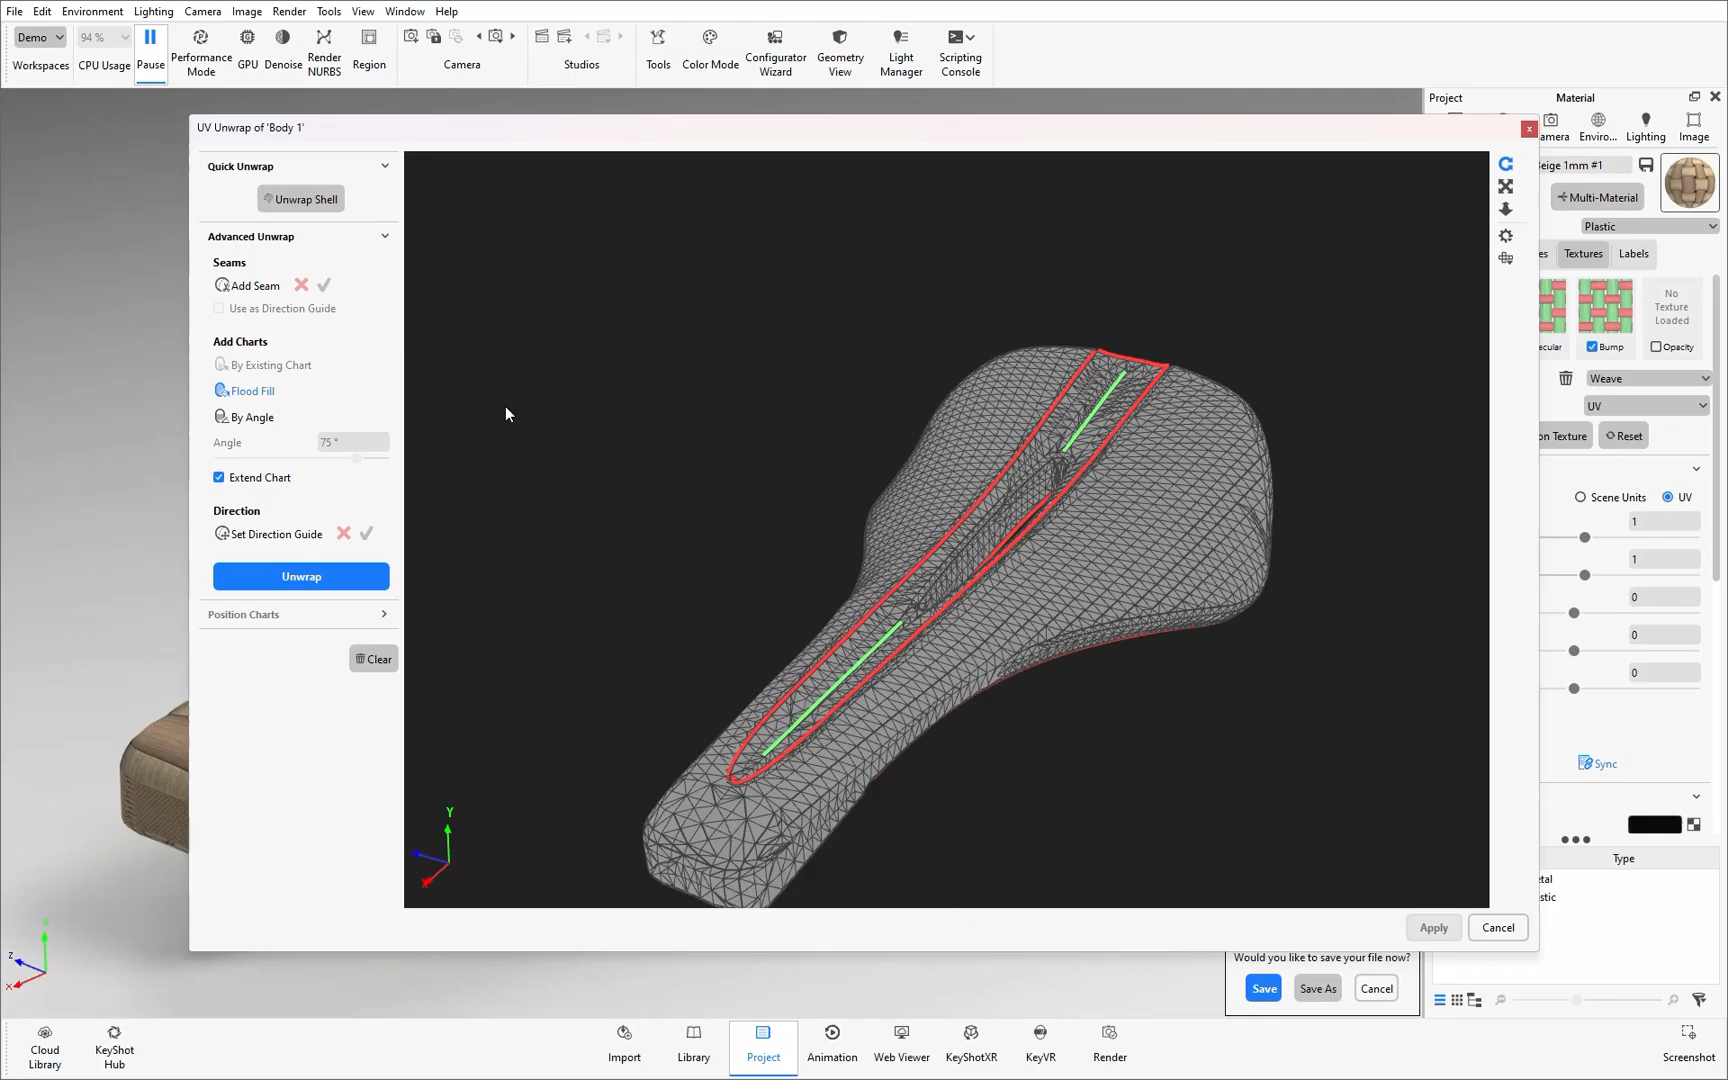 File Edit Environment Lighting Camera Image Render Tools View Window Help
Demo 94 %
Workspaces CPU Usage Pause Performance Mode GPU Denoise Render NURBS Region Camera Studios Tools Color Mode Configurator Wizard Geometry View Light Manager Scripting Console
Project Material
UV Unwrap of 'Body 1' x
amera Enviro... Lighting Image
Quick Unwrap
Unwrap Shell
eige 1mm #1
Multi-Material
Plastic
Advanced Unwrap
es Textures Labels
Seams
Add Seam
Use as Direction Guide
No Texture Loaded
Add Charts
cular Bump Opacity
By Existing Chart
Weave
Flood Fill
UV
By Angle
on Texture Reset
Angle 75 °
Extend Chart
Scene Units UV
Direction
1
Set Direction Guide
1
Unwrap
0
Position Charts
0
Clear
0
Sync
Y
Type
etal
stic
Apply Cancel
Y
Z
X
Would you like to save your file now?
Save Save As Cancel
Cloud Library KeyShot Hub Import Library Project Animation Web Viewer KeyShotXR KeyVR Render Screenshot